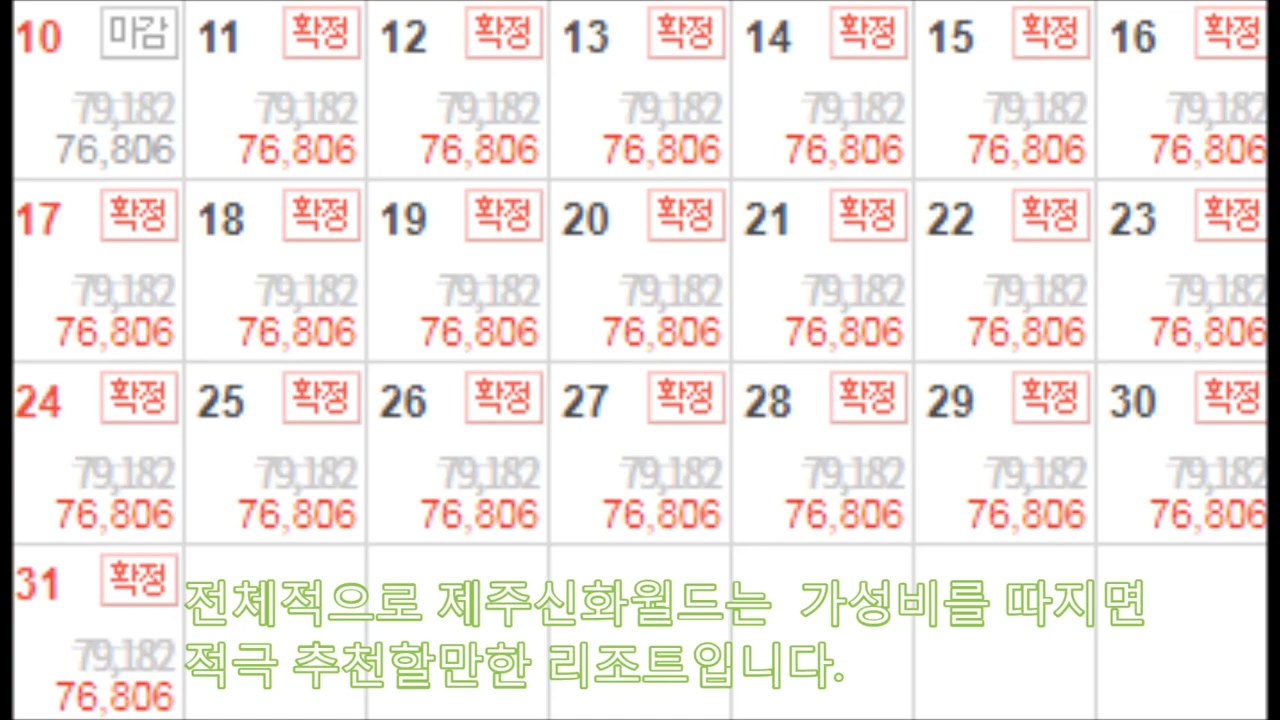 10 마감 11 확정 12 확정 13 확정 14 확정 15 확정 16 확정
79,182 79,182 79,182 79,182 79,182 79,182 79,182
76,806 76,806 76,806 76,806 76,806 76,806 76,806
17 확정 18 확정 19 확정 20 확정 21 확정 22 확정 23 확정
79,182 79,182 79,182 79,182 79,182 79,182 79,182
76,806 76,806 76,806 76,806 76,806 76,806 76,806
24 확정 25 확정 26 확정 27 확정 28 확정 29 확정 30 확정
79,182 79,182 79,182 79,182 79,182 79,182 79,182
76,806 76,806 76,806 76,806 76,806 76,806 76,806
31 확정
79,182
76,806
전체적으로 제주신화월드는 가성비를 따지면
적극 추천할만한 리조트입니다.